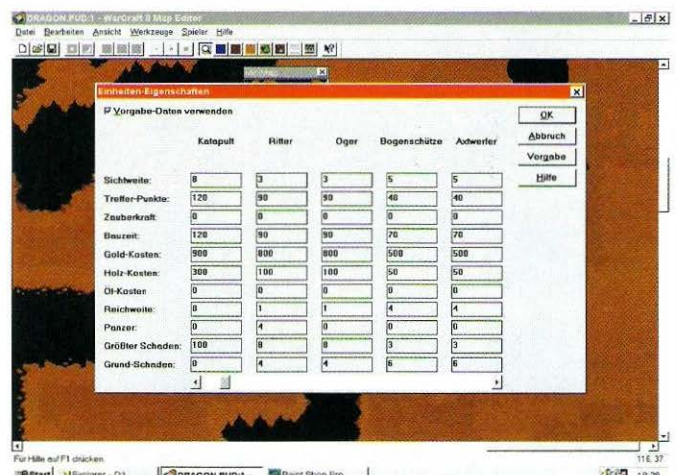 DRAGON.PUD:1 - WarCraft II Map Editor
Datei Bearbeiten Ansicht Werkzeuge Spieler Hilfe
Einheiten-Eigenschaften
Vorgabe-Daten verwenden
OK
Abbruch
Vorgabe
Hilfe
Katapult Ritter Oger Bogenschütze Axtwerfer
Sichtweite: 8 3 3 5 5
Treffer-Punkte: 120 90 90 40 40
Zauberkraft: 0 0 0 0 0
Bauzeit: 120 90 90 70 70
Gold-Kosten: 900 800 800 500 500
Holz-Kosten: 300 100 100 50 50
Öl-Kosten 0 0 0 0 0
Reichweite: 8 1 1 4 4
Panzer: 0 4 4 0 0
Größter Schaden: 100 8 8 3 3
Grund-Schaden: 0 4 4 6 6
Für Hilfe auf F1 drücken.
116, 37
Start
Explorer - D:\
DRAGON.PUD:1
Paint Shop Pro